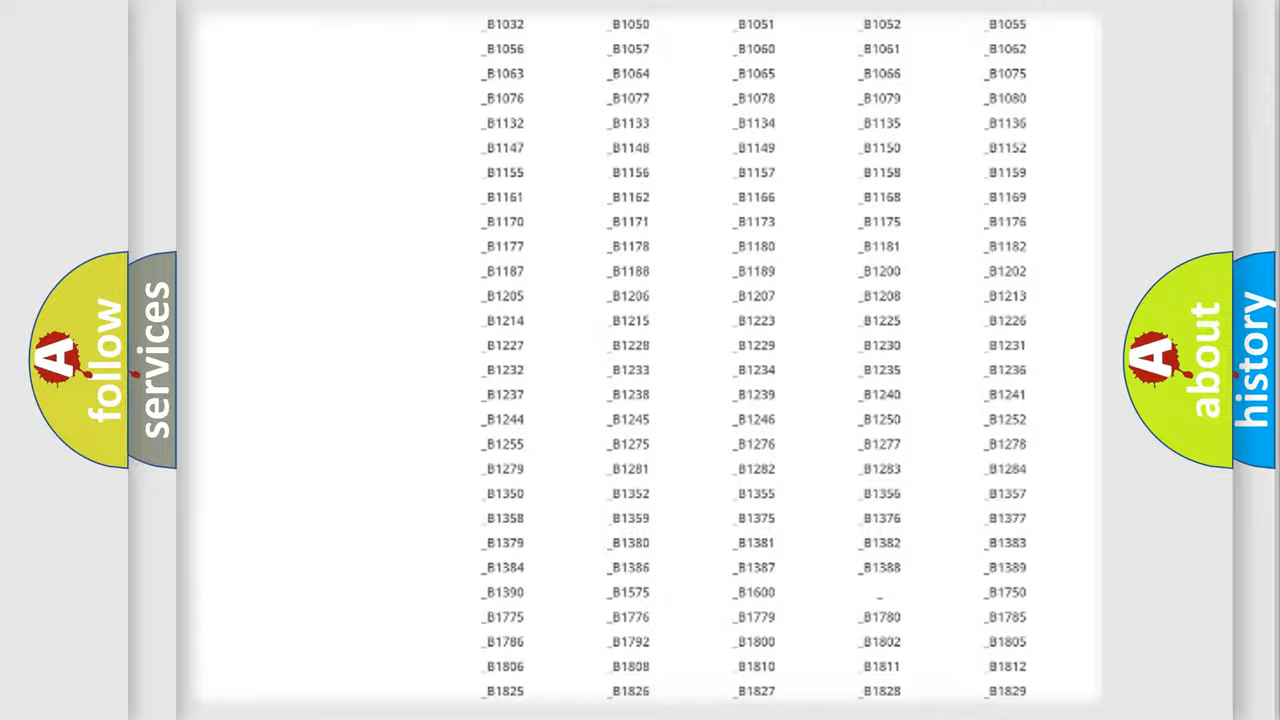 _B1032 _B1050 _B1051 _B1052 _B1055
_B1056 _B1057 _B1060 _B1061 _B1062
_B1063 _B1064 _B1065 _B1066 _B1075
_B1076 _B1077 _B1078 _B1079 _B1080
_B1132 _B1133 _B1134 _B1135 _B1136
_B1147 _B1148 _B1149 _B1150 _B1152
_B1155 _B1156 _B1157 _B1158 _B1159
_B1161 _B1162 _B1166 _B1168 _B1169
_B1170 _B1171 _B1173 _B1175 _B1176
_B1177 _B1178 _B1180 _B1181 _B1182
_B1187 _B1188 _B1189 _B1200 _B1202
_B1205 _B1206 _B1207 _B1208 _B1213
_B1214 _B1215 _B1223 _B1225 _B1226
_B1227 _B1228 _B1229 _B1230 _B1231
_B1232 _B1233 _B1234 _B1235 _B1236
_B1237 _B1238 _B1239 _B1240 _B1241
_B1244 _B1245 _B1246 _B1250 _B1252
_B1255 _B1275 _B1276 _B1277 _B1278
_B1279 _B1281 _B1282 _B1283 _B1284
_B1350 _B1352 _B1355 _B1356 _B1357
_B1358 _B1359 _B1375 _B1376 _B1377
_B1379 _B1380 _B1381 _B1382 _B1383
_B1384 _B1386 _B1387 _B1388 _B1389
_B1390 _B1575 _B1600 _ _B1750
_B1775 _B1776 _B1779 _B1780 _B1785
_B1786 _B1792 _B1800 _B1802 _B1805
_B1806 _B1808 _B1810 _B1811 _B1812
_B1825 _B1826 _B1827 _B1828 _B1829
A
follow
services
A
about
history